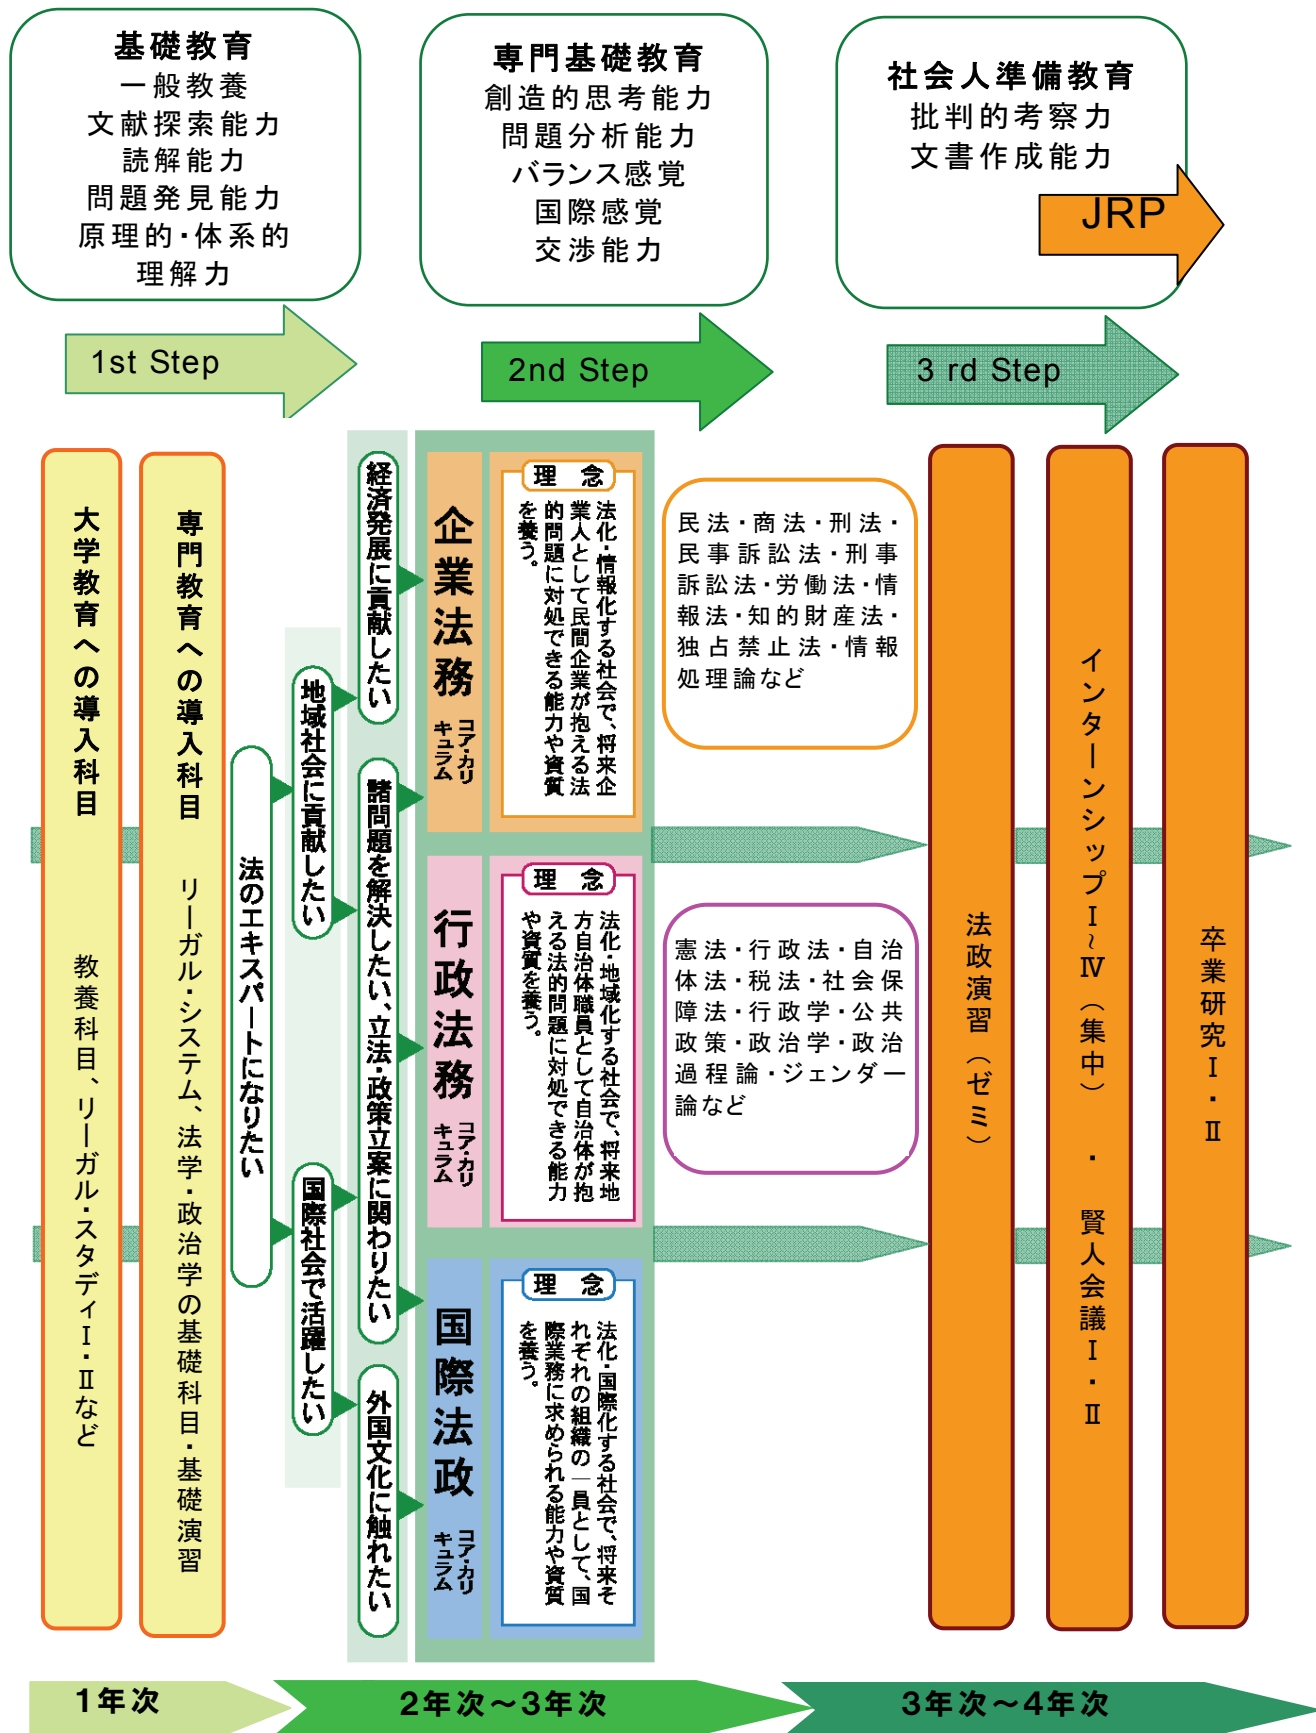 基礎教育
一般教養
文献探索能力
読解能力
問題発見能力
原理的・体系的
理解力
専門基礎教育
創造的思考能力
問題分析能力
バランス感覚
国際感覚
交渉能力
社会人準備教育
批判的考察力
文書作成能力
JRP
1st Step
2nd Step
3 rd Step
大学教育への導入科目　教養科目、リーガル・スタディⅠ・Ⅱなど
専門教育への導入科目　リーガル・システム、法学・政治学の基礎科目・基礎演習
法のエキスパートになりたい
地域社会に貢献したい
国際社会で活躍したい
経済発展に貢献したい
諸問題を解決したい、立法・政策立案に関わりたい
外国文化に触れたい
企業法務
コア・カリ
キュラム
理　念
法化・情報化する社会で、将来企
業人として民間企業が抱える法
的問題に対処できる能力や資質
を養う。
民法・商法・刑法・
民事訴訟法・刑事
訴訟法・労働法・情
報法・知的財産法・
独占禁止法・情報
処理論など
行政法務
コア・カリ
キュラム
理　念
法化・地域化する社会で、将来地
方自治体職員として自治体が抱
える法的問題に対処できる能力
や資質を養う。
憲法・行政法・自治
体法・税法・社会保
障法・行政学・公共
政策・政治学・政治
過程論・ジェンダー
論など
国際法政
コア・カリ
キュラム
理　念
法化・国際化する社会で、将来そ
れぞれの組織の一員として、国
際業務に求められる能力や資質
を養う。
法政演習（ゼミ）
インターンシップⅠ～Ⅳ（集中）　・　賢人会議Ⅰ・Ⅱ
卒業研究Ⅰ・Ⅱ
1年次
2年次～3年次
3年次～4年次